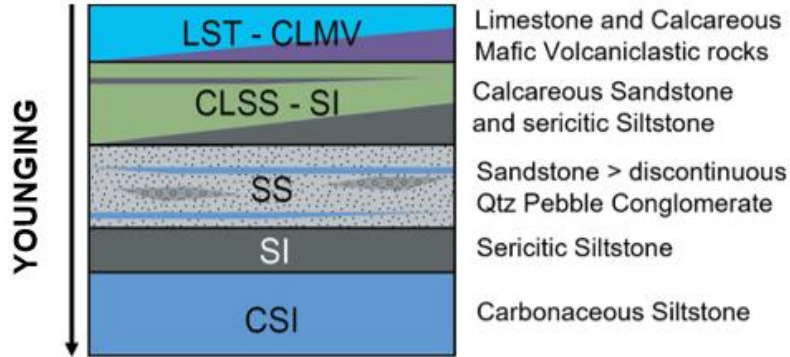 YOUNGING
LST - CLMV
Limestone and Calcareous
Mafic Volcaniclastic rocks
CLSS - SI
Calcareous Sandstone
and sericitic Siltstone
SS
Sandstone > discontinuous
Qtz Pebble Conglomerate
SI
Sericitic Siltstone
CSI
Carbonaceous Siltstone